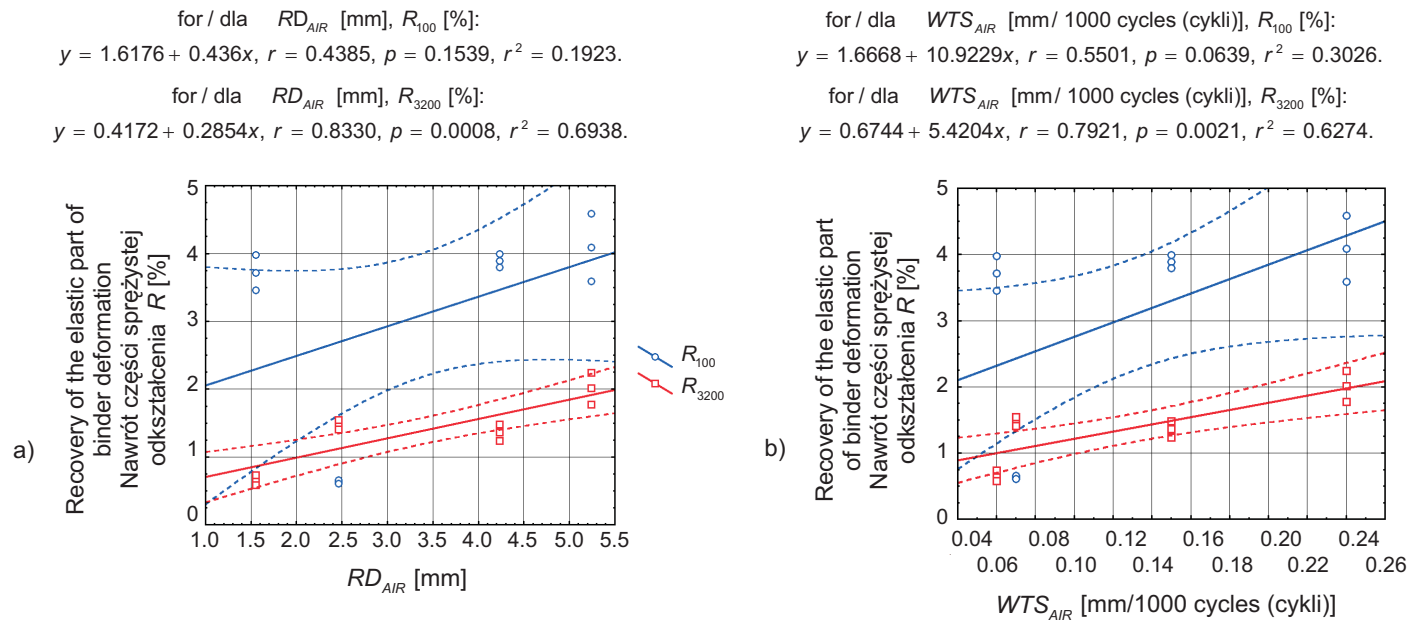 for / dla RD_AIR [mm], R_100 [%]:
y = 1.6176 + 0.436x, r = 0.4385, p = 0.1539, r² = 0.1923.
for / dla RD_AIR [mm], R_3200 [%]:
y = 0.4172 + 0.2854x, r = 0.8330, p = 0.0008, r² = 0.6938.
Recovery of the elastic part of
binder deformation
Nawrót części sprężystej
odkształcenia R [%]
5
4
3
2
1
0
1.0 1.5 2.0 2.5 3.0 3.5 4.0 4.5 5.0 5.5
RD_AIR [mm]
a)
R_100
R_3200
for / dla WTS_AIR [mm/ 1000 cycles (cykli)], R_100 [%]:
y = 1.6668 + 10.9229x, r = 0.5501, p = 0.0639, r² = 0.3026.
for / dla WTS_AIR [mm/ 1000 cycles (cykli)], R_3200 [%]:
y = 0.6744 + 5.4204x, r = 0.7921, p = 0.0021, r² = 0.6274.
Recovery of the elastic part
of binder deformation
Nawrót części sprężystej
odkształcenia R [%]
5
4
3
2
1
0
0.04 0.08 0.12 0.16 0.20 0.24
0.06 0.10 0.14 0.18 0.22 0.26
WTS_AIR [mm/1000 cycles (cykli)]
b)